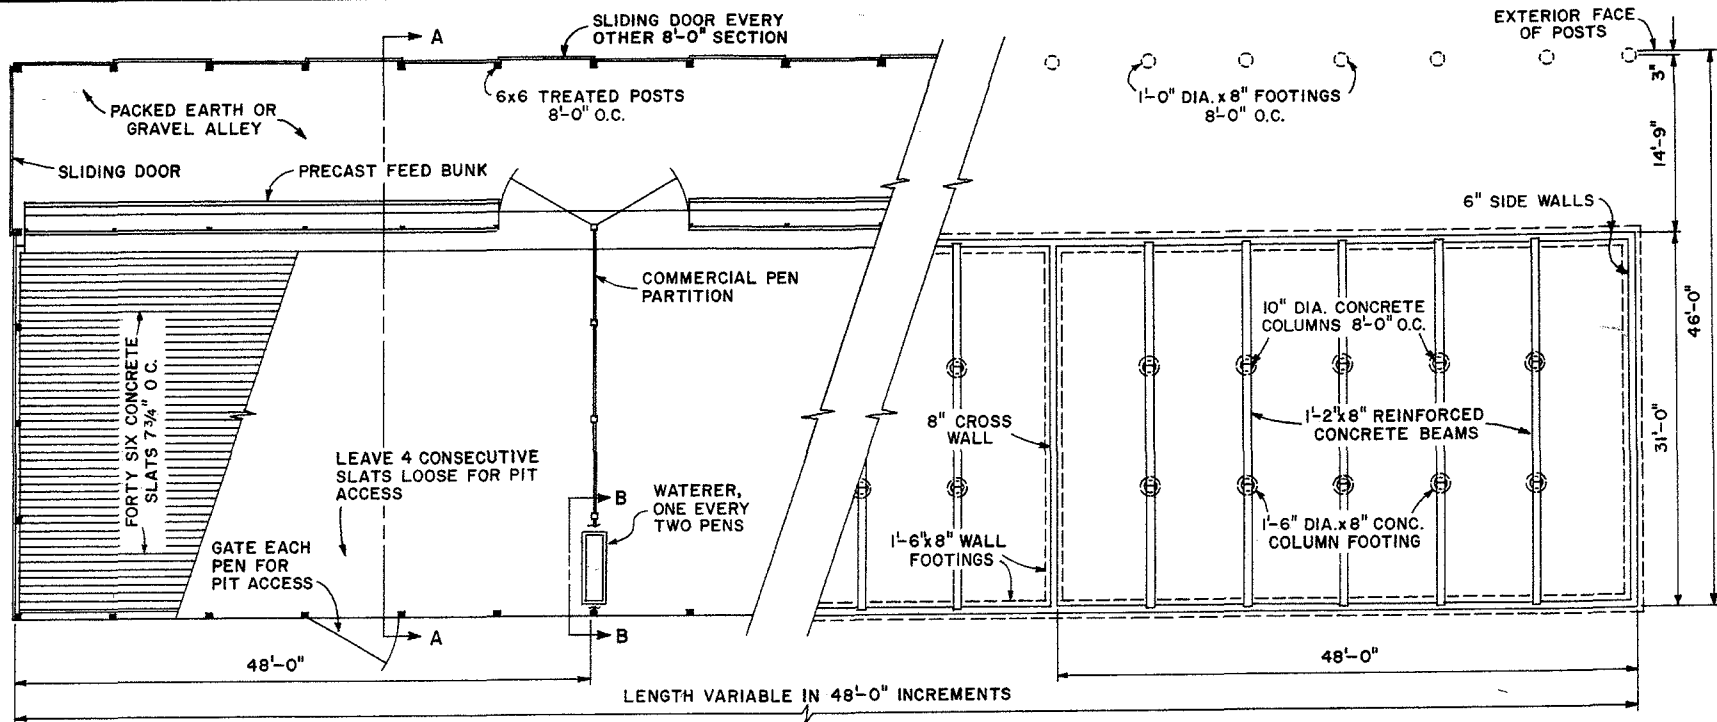 A
SLIDING DOOR EVERY
OTHER 8'-0" SECTION
EXTERIOR FACE
OF POSTS
3"
PACKED EARTH OR
GRAVEL ALLEY
6x6 TREATED POSTS
8'-0" O.C.
1'-0" DIA. x 8" FOOTINGS
8'-0" O.C.
14'-9"
SLIDING DOOR
PRECAST FEED BUNK
6" SIDE WALLS
COMMERCIAL PEN
PARTITION
10" DIA. CONCRETE
COLUMNS 8'-0" O.C.
46'-0"
FORTY SIX CONCRETE
SLATS 7 3/4" O.C.
8" CROSS
WALL
1'-2"x8" REINFORCED
CONCRETE BEAMS
31'-0"
LEAVE 4 CONSECUTIVE
SLATS LOOSE FOR PIT
ACCESS
B
WATERER,
ONE EVERY
TWO PENS
1'-6"x8" WALL
FOOTINGS
1'-6" DIA.x8" CONC.
COLUMN FOOTING
GATE EACH
PEN FOR
PIT ACCESS
A
B
48'-0"
48'-0"
LENGTH VARIABLE IN 48'-0" INCREMENTS